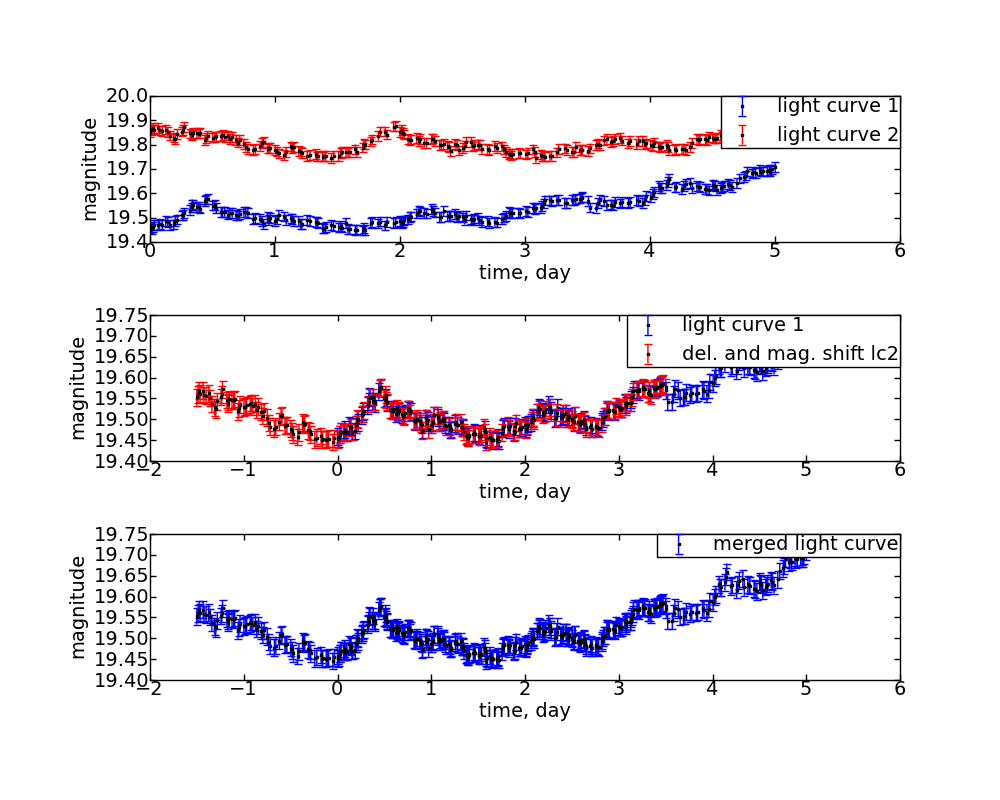 20.0
19.9
19.8
19.7
19.6
19.5
19.4
magnitude
light curve 1
light curve 2
0 1 2 3 4 5 6
time, day
19.75
19.70
19.65
19.60
19.55
19.50
19.45
19.40
magnitude
light curve 1
del. and mag. shift lc2
−2 −1 0 1 2 3 4 5 6
time, day
19.75
19.70
19.65
19.60
19.55
19.50
19.45
19.40
magnitude
merged light curve
−2 −1 0 1 2 3 4 5 6
time, day